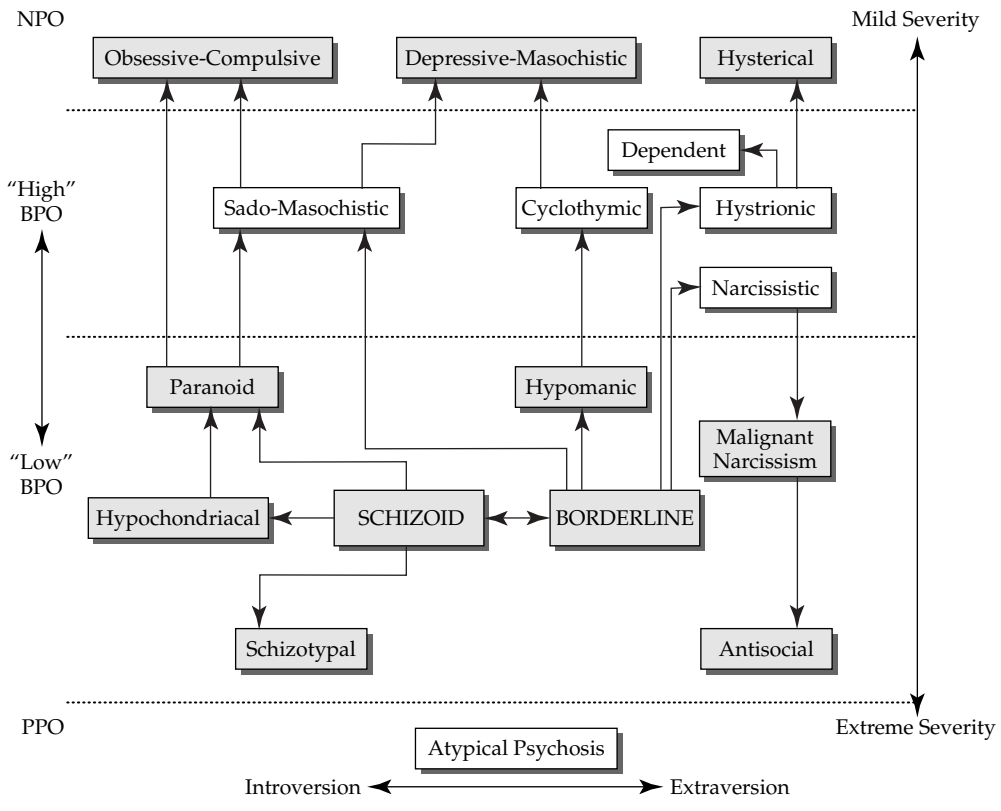 NPO
Mild Severity
Obsessive-Compulsive
Depressive-Masochistic
Hysterical
Dependent
“High”
BPO
Sado-Masochistic
Cyclothymic
Hystrionic
Narcissistic
Paranoid
Hypomanic
Malignant
Narcissism
“Low”
BPO
Hypochondriacal
SCHIZOID
BORDERLINE
Schizotypal
Antisocial
PPO
Extreme Severity
Atypical Psychosis
Introversion
Extraversion